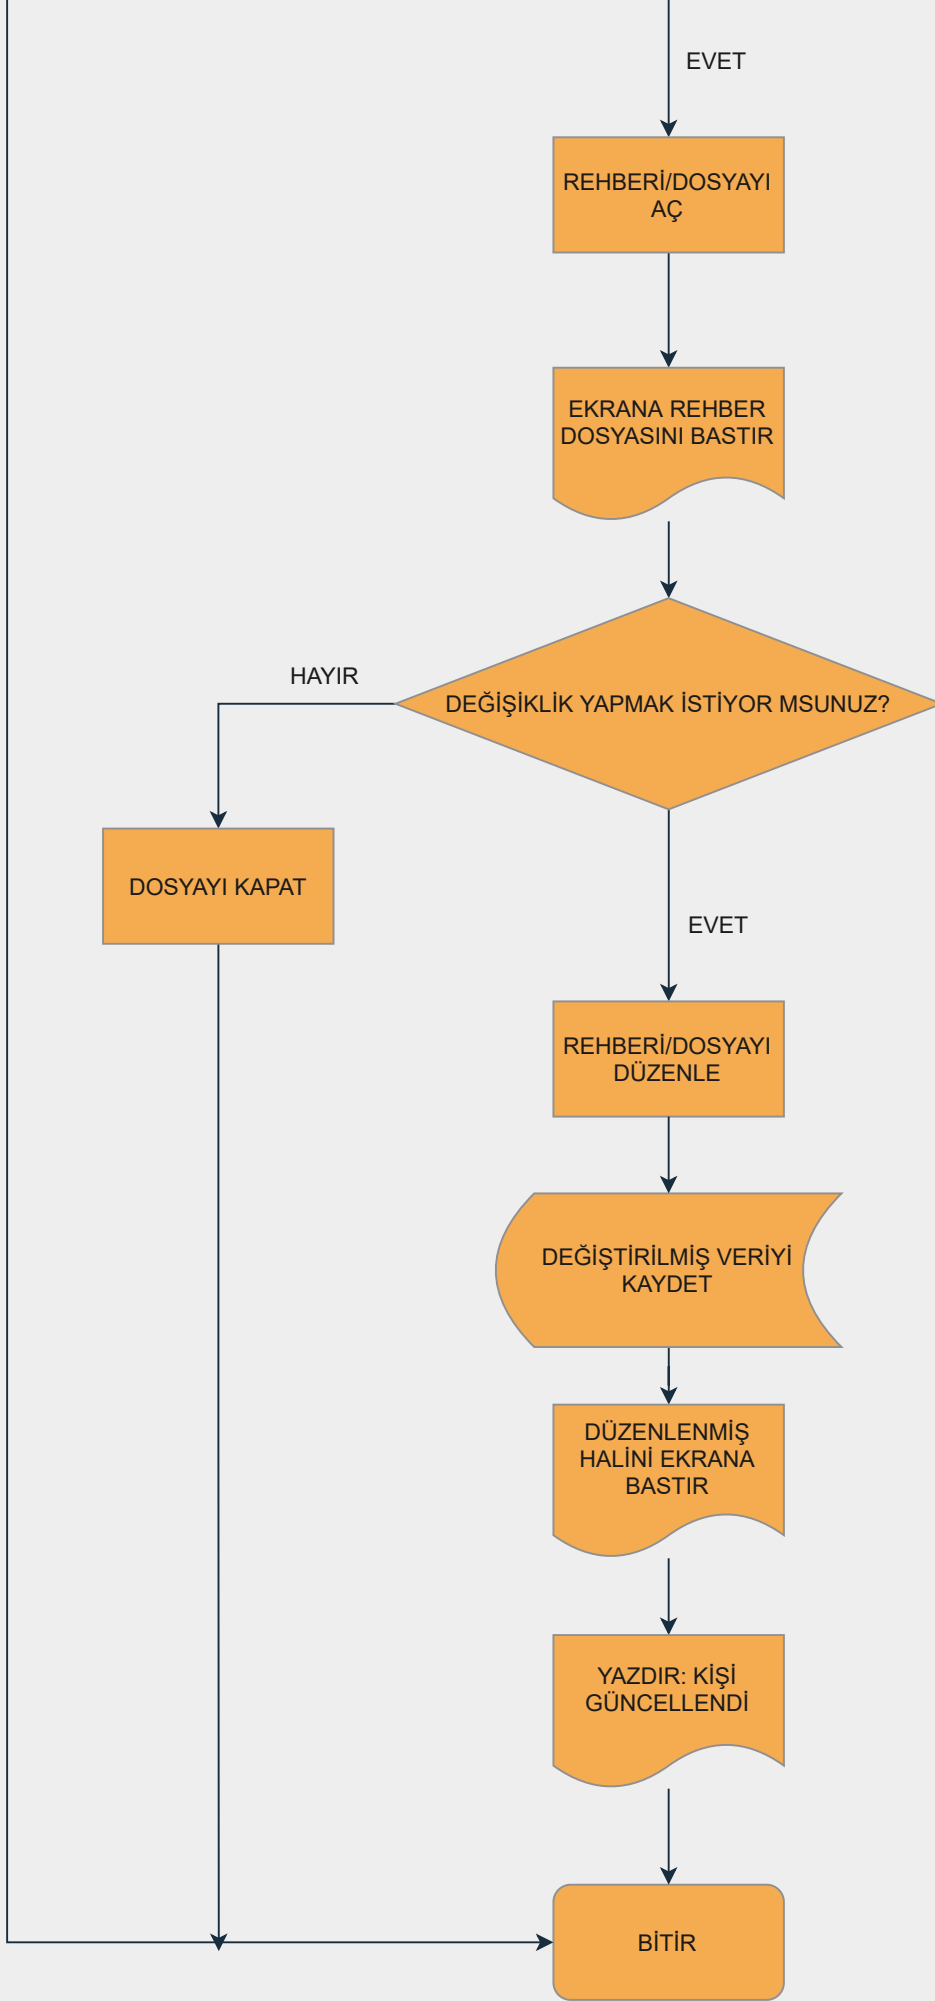 EVET
REHBERİ/DOSYAYI
AÇ
EKRANA REHBER
DOSYASINI BASTIR
HAYIR
DEĞİŞİKLİK YAPMAK İSTİYOR MSUNUZ?
DOSYAYI KAPAT
EVET
REHBERİ/DOSYAYI
DÜZENLE
DEĞİŞTİRİLMİŞ VERİYİ
KAYDET
DÜZENLENMİŞ
HALİNİ EKRANA
BASTIR
YAZDIR: KİŞİ
GÜNCELLENDİ
BİTİR